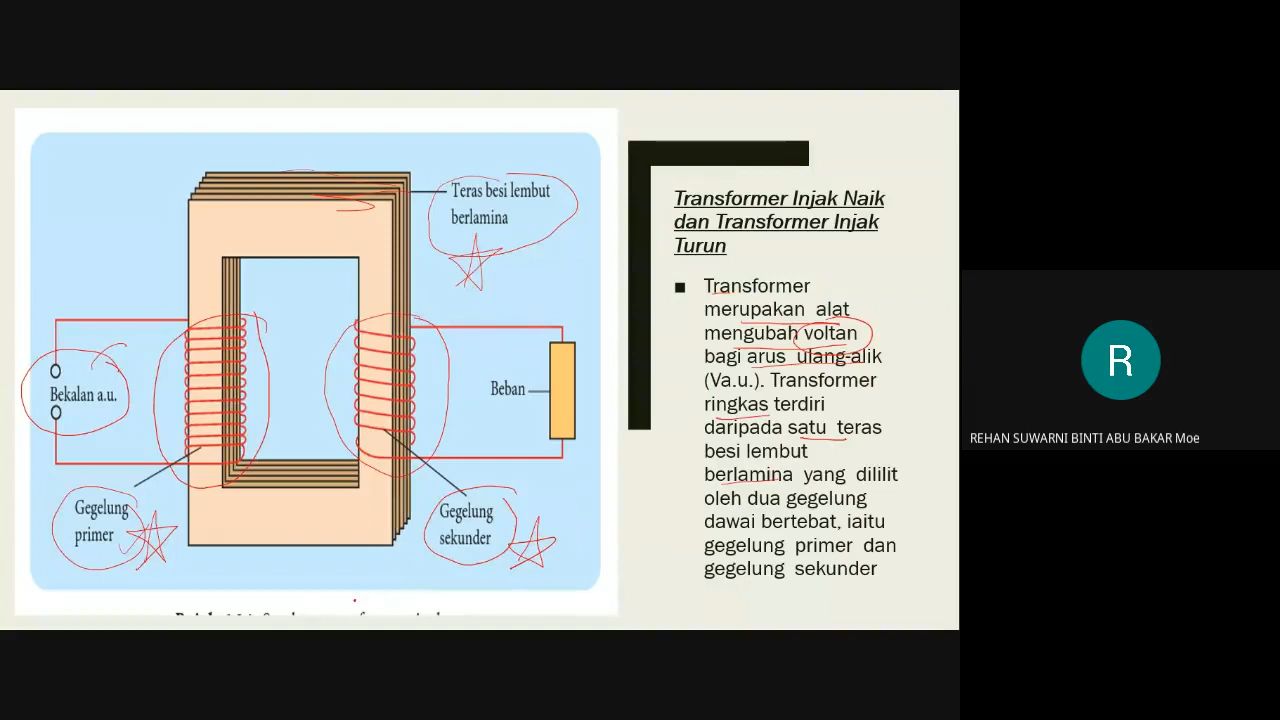 Teras besi lembut
berlamina
Bekalan a.u.
Beban
Gegelung
primer
Gegelung
sekunder
Transformer Injak Naik
dan Transformer Injak
Turun
■ Transformer
merupakan alat
mengubah voltan
bagi arus ulang-alik
(Va.u.). Transformer
ringkas terdiri
daripada satu teras
besi lembut
berlamina yang dililit
oleh dua gegelung
dawai bertebat, iaitu
gegelung primer dan
gegelung sekunder
R
REHAN SUWARNI BINTI ABU BAKAR Moe